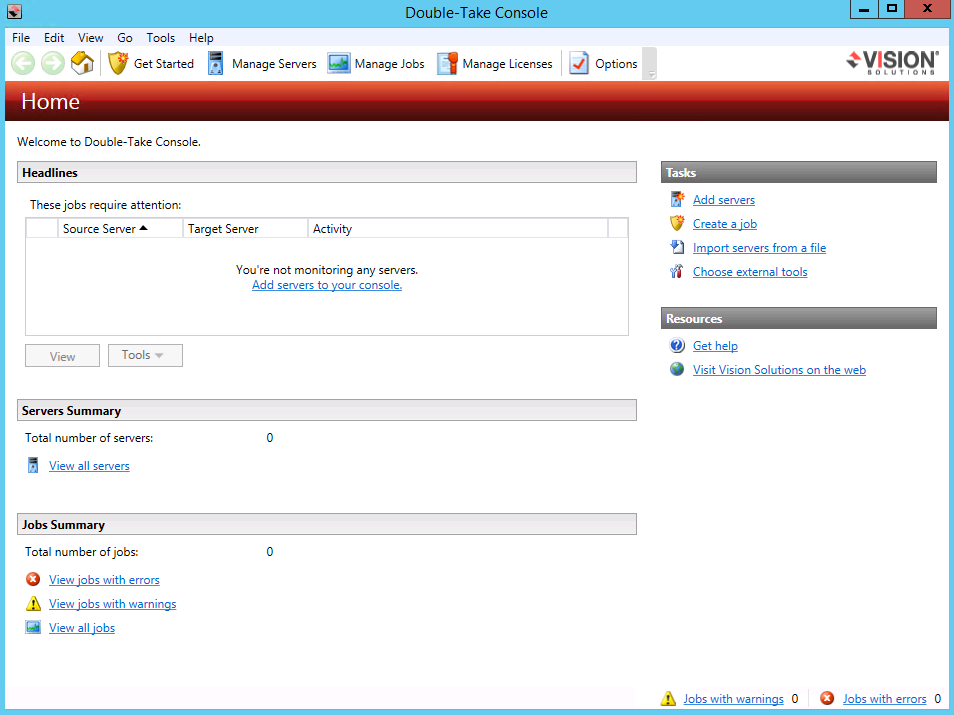 Double-Take Console
File Edit View Go Tools Help
Get Started Manage Servers Manage Jobs Manage Licenses Options
VISION®
SOLUTIONS
Home
Welcome to Double-Take Console.
Headlines
These jobs require attention:
Source Server Target Server Activity
You're not monitoring any servers.
Add servers to your console.
View Tools
Servers Summary
Total number of servers: 0
View all servers
Jobs Summary
Total number of jobs: 0
View jobs with errors
View jobs with warnings
View all jobs
Tasks
Add servers
Create a job
Import servers from a file
Choose external tools
Resources
Get help
Visit Vision Solutions on the web
Jobs with warnings 0 Jobs with errors 0